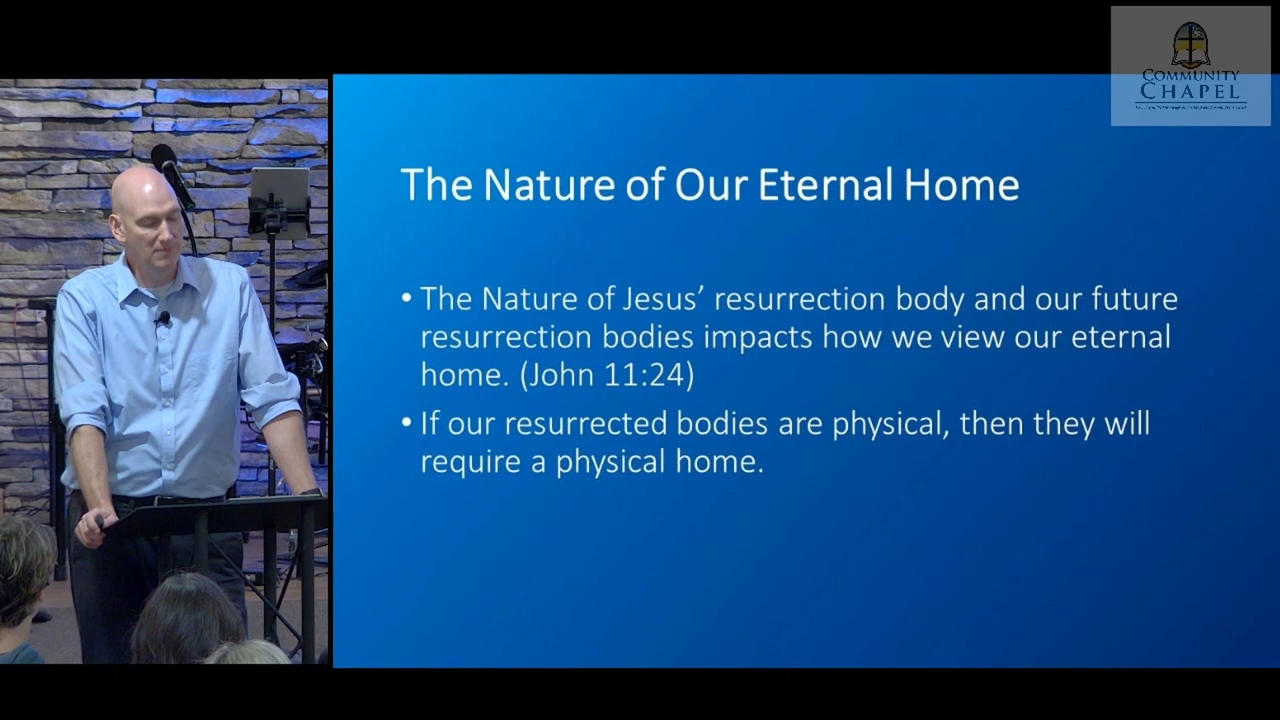 COMMUNITY
CHAPEL
The Nature of Our Eternal Home
• The Nature of Jesus’ resurrection body and our future
resurrection bodies impacts how we view our eternal
home. (John 11:24)
• If our resurrected bodies are physical, then they will
require a physical home.